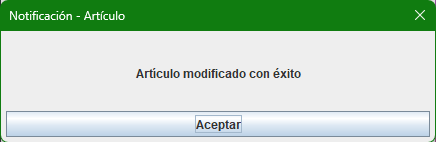 Notificación - Artículo
Artículo modificado con éxito
Aceptar